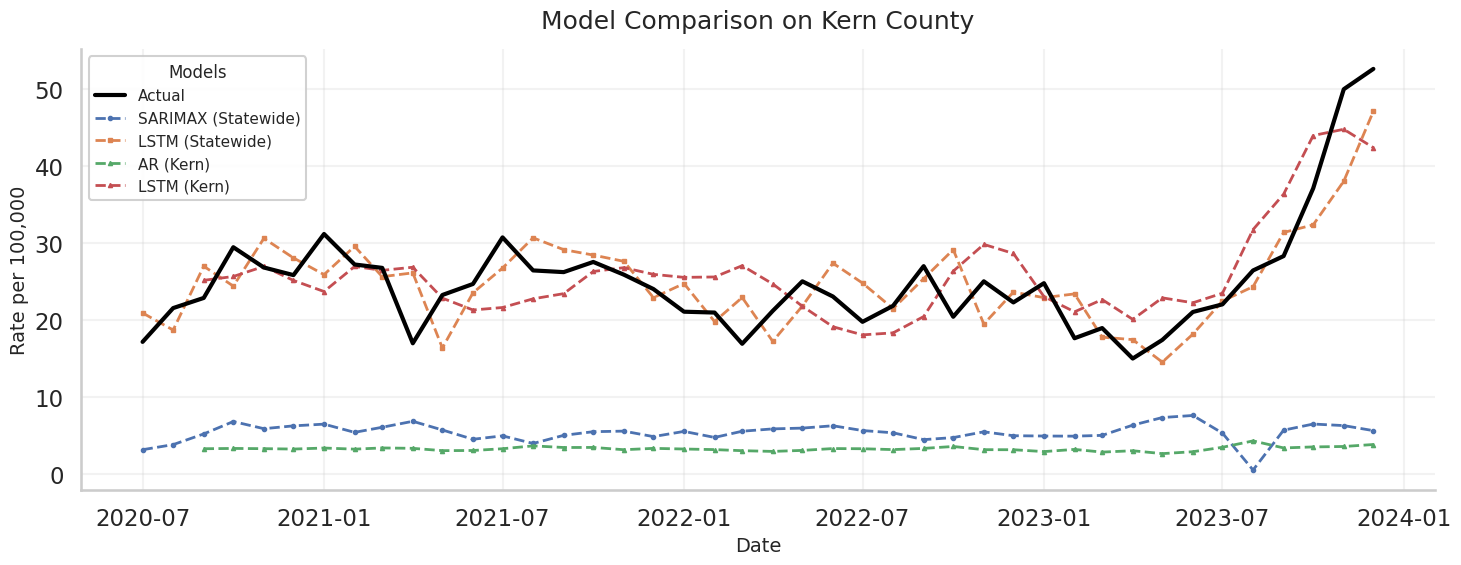 Model Comparison on Kern County
Models
Actual
SARIMAX (Statewide)
LSTM (Statewide)
AR (Kern)
LSTM (Kern)
Rate per 100,000
50
40
30
20
10
0
2020-07 2021-01 2021-07 2022-01 2022-07 2023-01 2023-07 2024-01
Date